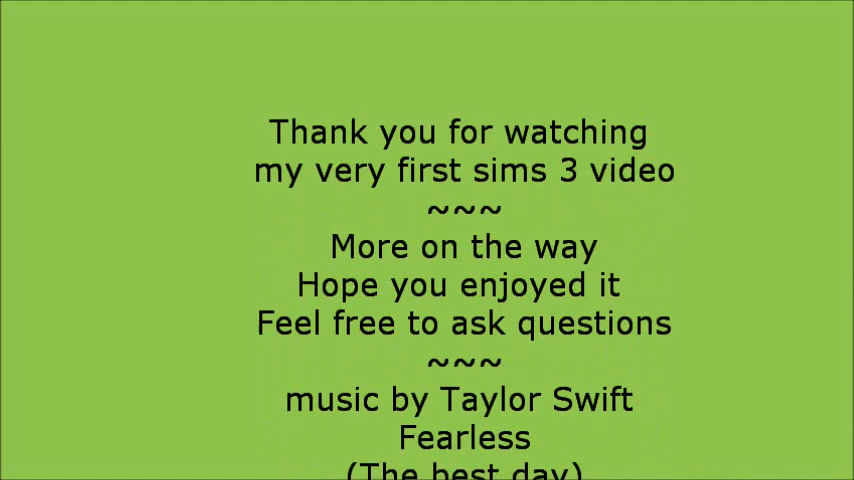 Thank you for watching
my very first sims 3 video
~~~
More on the way
Hope you enjoyed it
Feel free to ask questions
~~~
music by Taylor Swift
Fearless
(The best day)